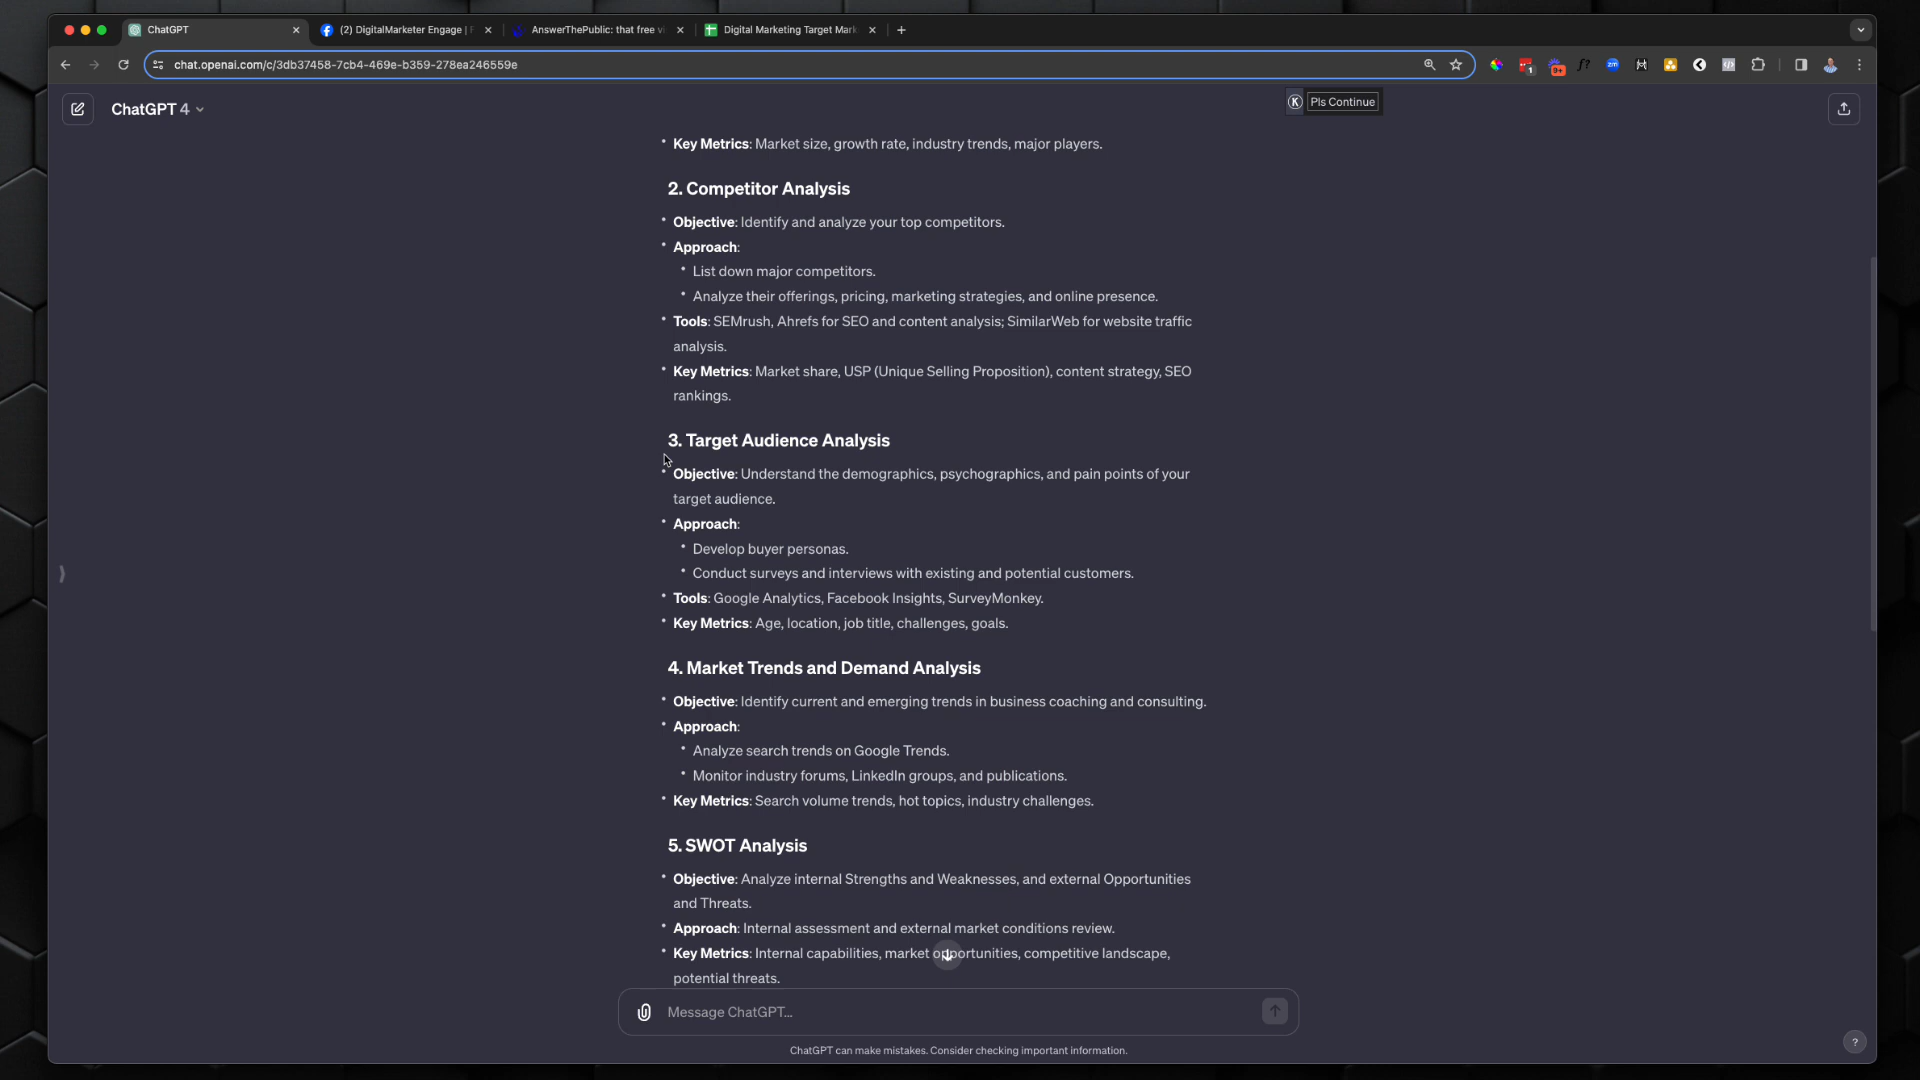 ChatGPT
(2) DigitalMarketer Engage | F
AnswerThePublic: that free vi
Digital Marketing Target Mark
chat.openai.com/c/3db37458-7cb4-469e-b359-278ea246559e
1
9+
f?
zm
ChatGPT 4
K Pls Continue
• Key Metrics: Market size, growth rate, industry trends, major players.
2. Competitor Analysis
• Objective: Identify and analyze your top competitors.
• Approach:
• List down major competitors.
• Analyze their offerings, pricing, marketing strategies, and online presence.
• Tools: SEMrush, Ahrefs for SEO and content analysis; SimilarWeb for website traffic
analysis.
• Key Metrics: Market share, USP (Unique Selling Proposition), content strategy, SEO
rankings.
3. Target Audience Analysis
• Objective: Understand the demographics, psychographics, and pain points of your
target audience.
• Approach:
• Develop buyer personas.
• Conduct surveys and interviews with existing and potential customers.
• Tools: Google Analytics, Facebook Insights, SurveyMonkey.
• Key Metrics: Age, location, job title, challenges, goals.
4. Market Trends and Demand Analysis
• Objective: Identify current and emerging trends in business coaching and consulting.
• Approach:
• Analyze search trends on Google Trends.
• Monitor industry forums, LinkedIn groups, and publications.
• Key Metrics: Search volume trends, hot topics, industry challenges.
5. SWOT Analysis
• Objective: Analyze internal Strengths and Weaknesses, and external Opportunities
and Threats.
• Approach: Internal assessment and external market conditions review.
• Key Metrics: Internal capabilities, market opportunities, competitive landscape,
potential threats.
Message ChatGPT...
ChatGPT can make mistakes. Consider checking important information.
?